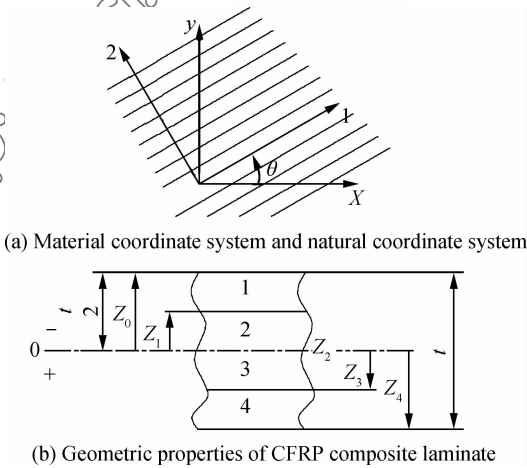 y
2
1
θ
X
(a) Material coordinate system and natural coordinate system
1
t
2
Z0
Z1
2
0
−
+
Z2
3
Z3
t
4
Z4
(b) Geometric properties of CFRP composite laminate